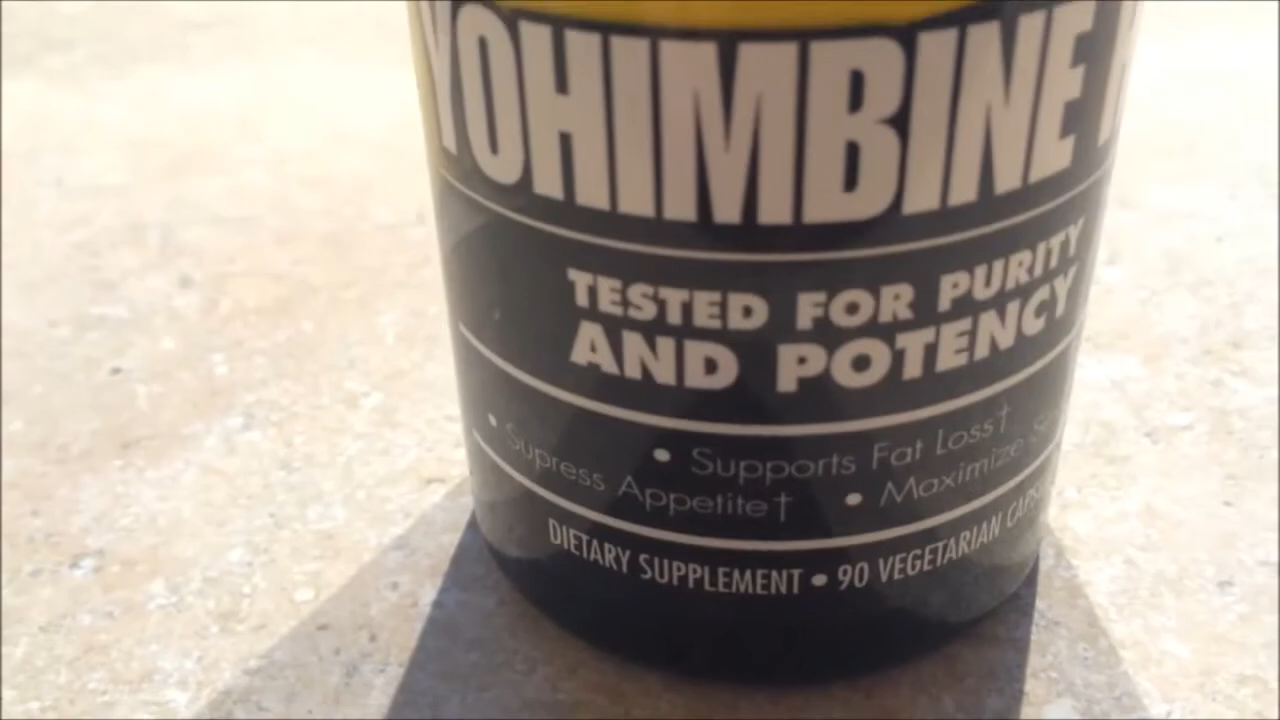 YOHIMBINE
TESTED FOR PURITY
AND POTENCY
• Supports Fat Loss†
• Supress Appetite† • Maximize
DIETARY SUPPLEMENT • 90 VEGETARIAN